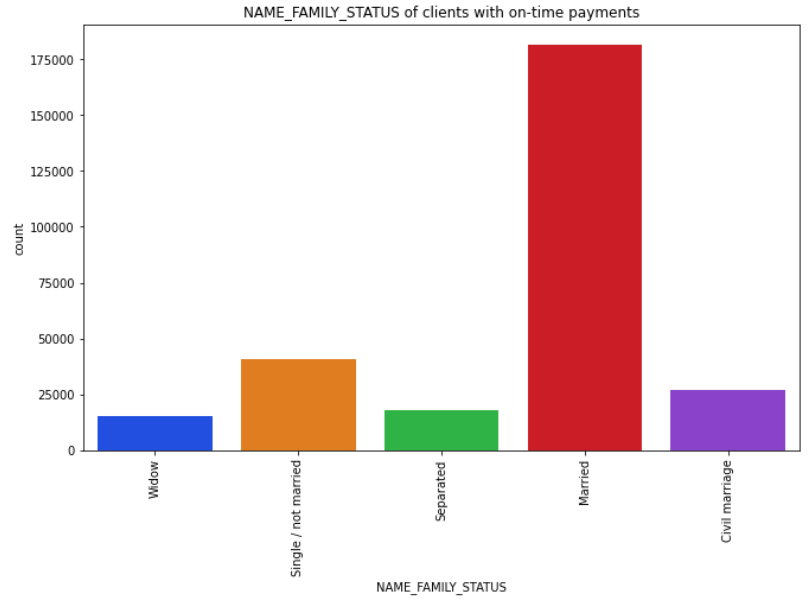 NAME_FAMILY_STATUS of clients with on-time payments
175000
150000
125000
100000
75000
50000
25000
0
count
Widow
Single / not married
Separated
Married
Civil marriage
NAME_FAMILY_STATUS